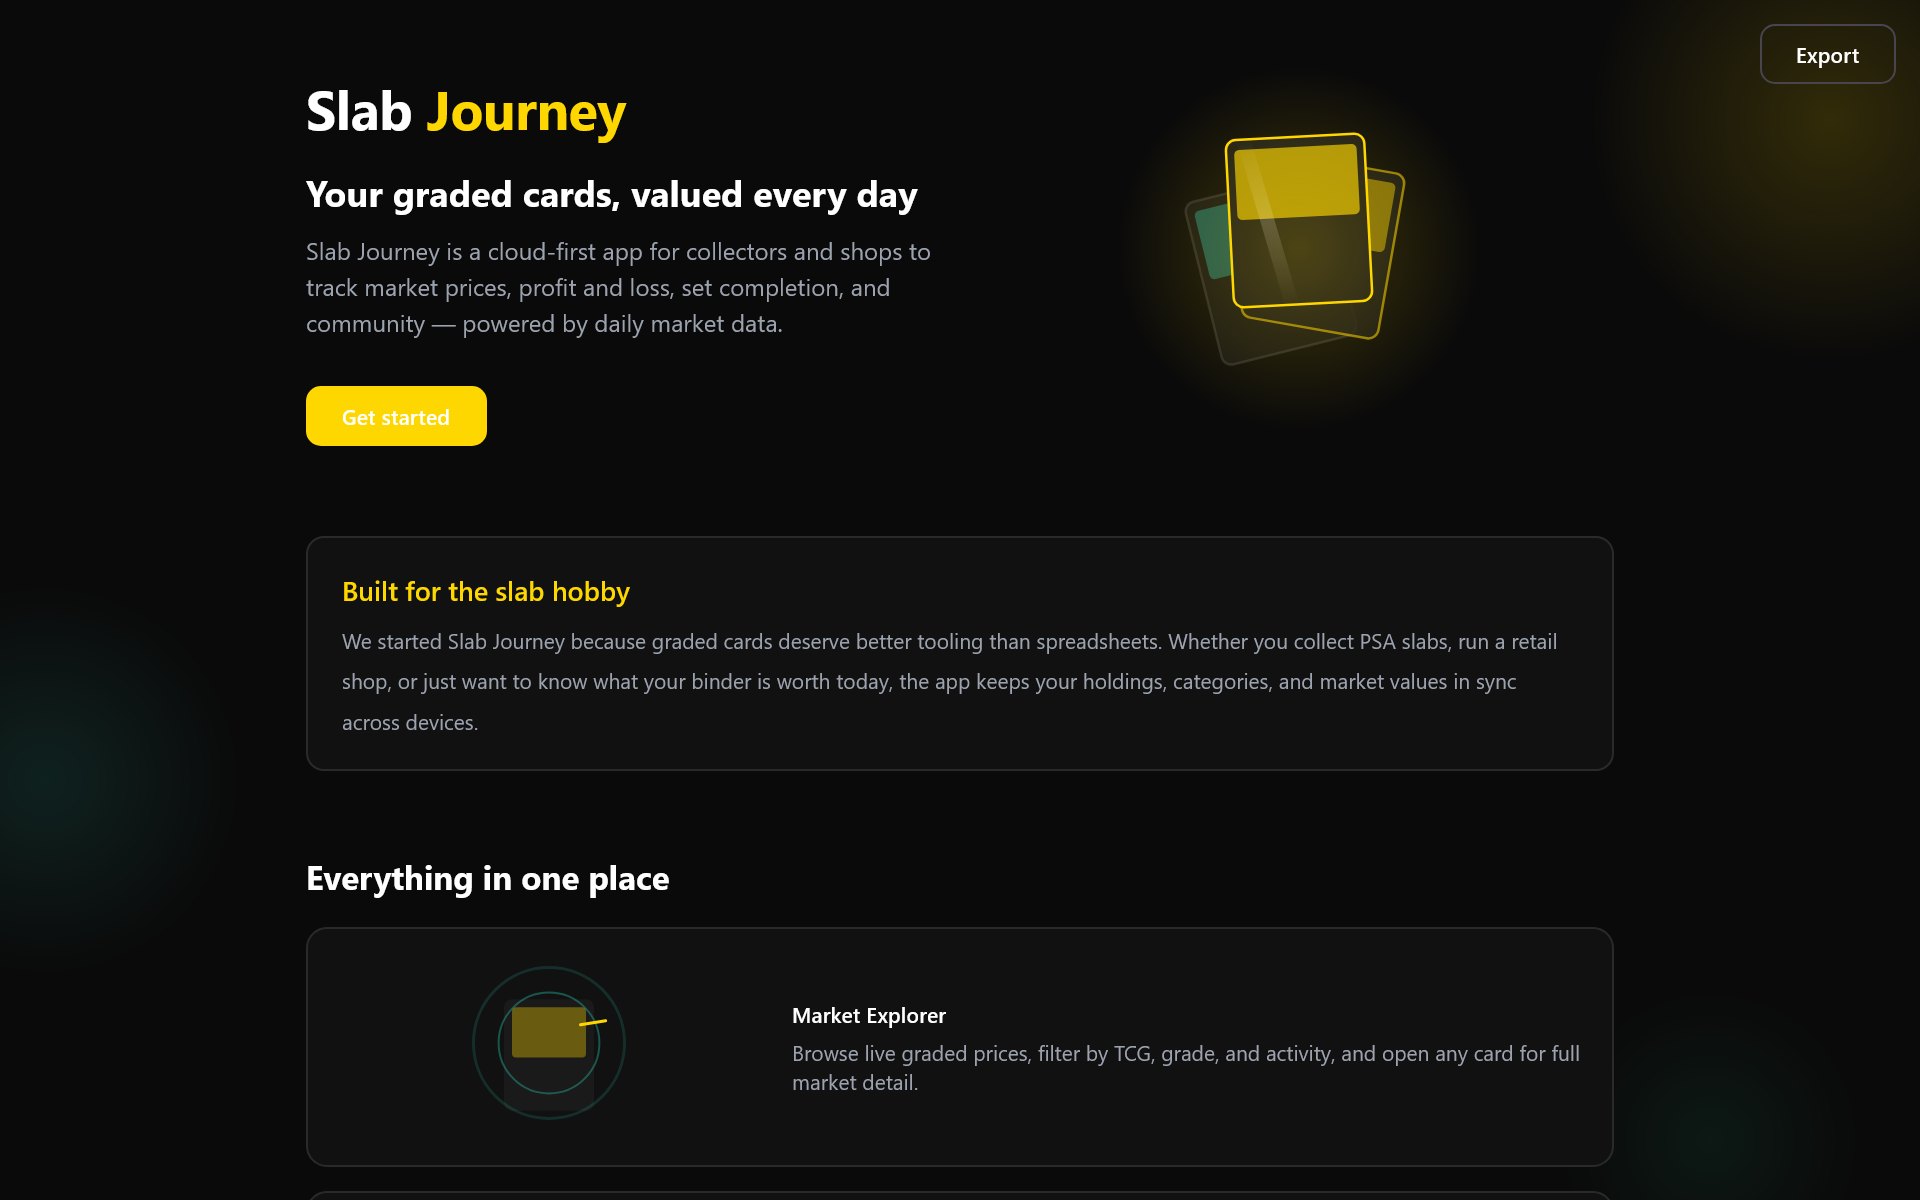 Export
Slab Journey
Your graded cards, valued every day
Slab Journey is a cloud-first app for collectors and shops to
track market prices, profit and loss, set completion, and
community — powered by daily market data.
Get started
Built for the slab hobby
We started Slab Journey because graded cards deserve better tooling than spreadsheets. Whether you collect PSA slabs, run a retail
shop, or just want to know what your binder is worth today, the app keeps your holdings, categories, and market values in sync
across devices.
Everything in one place
Market Explorer
Browse live graded prices, filter by TCG, grade, and activity, and open any card for full
market detail.